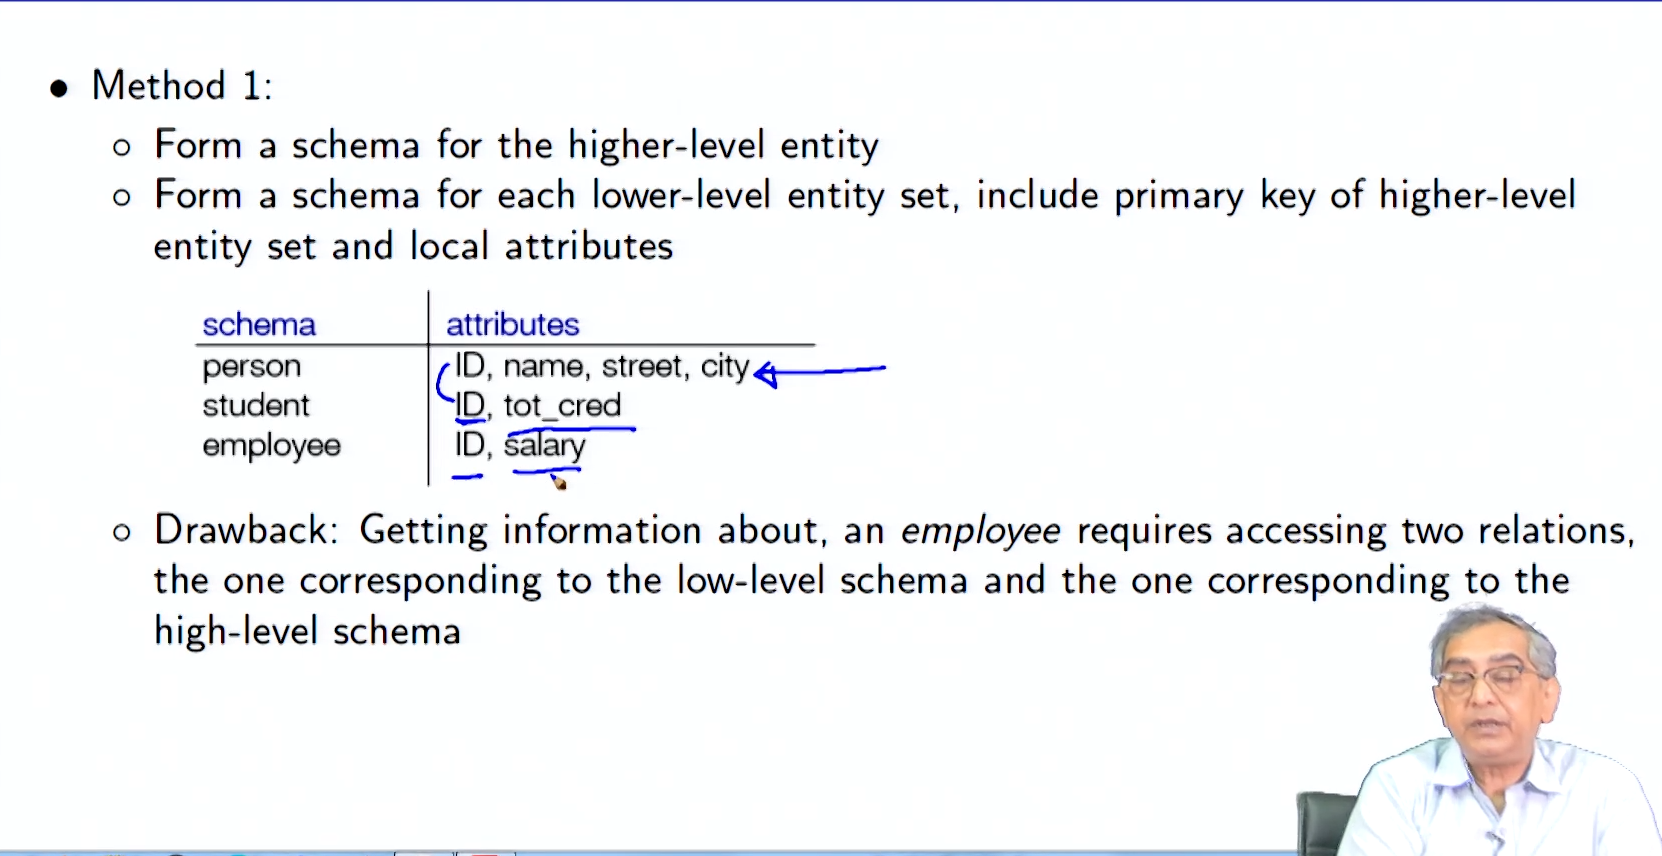 • Method 1:
◦ Form a schema for the higher-level entity
◦ Form a schema for each lower-level entity set, include primary key of higher-level
entity set and local attributes
schema attributes
person ID, name, street, city
student ID, tot_cred
employee ID, salary
◦ Drawback: Getting information about, an employee requires accessing two relations,
the one corresponding to the low-level schema and the one corresponding to the
high-level schema